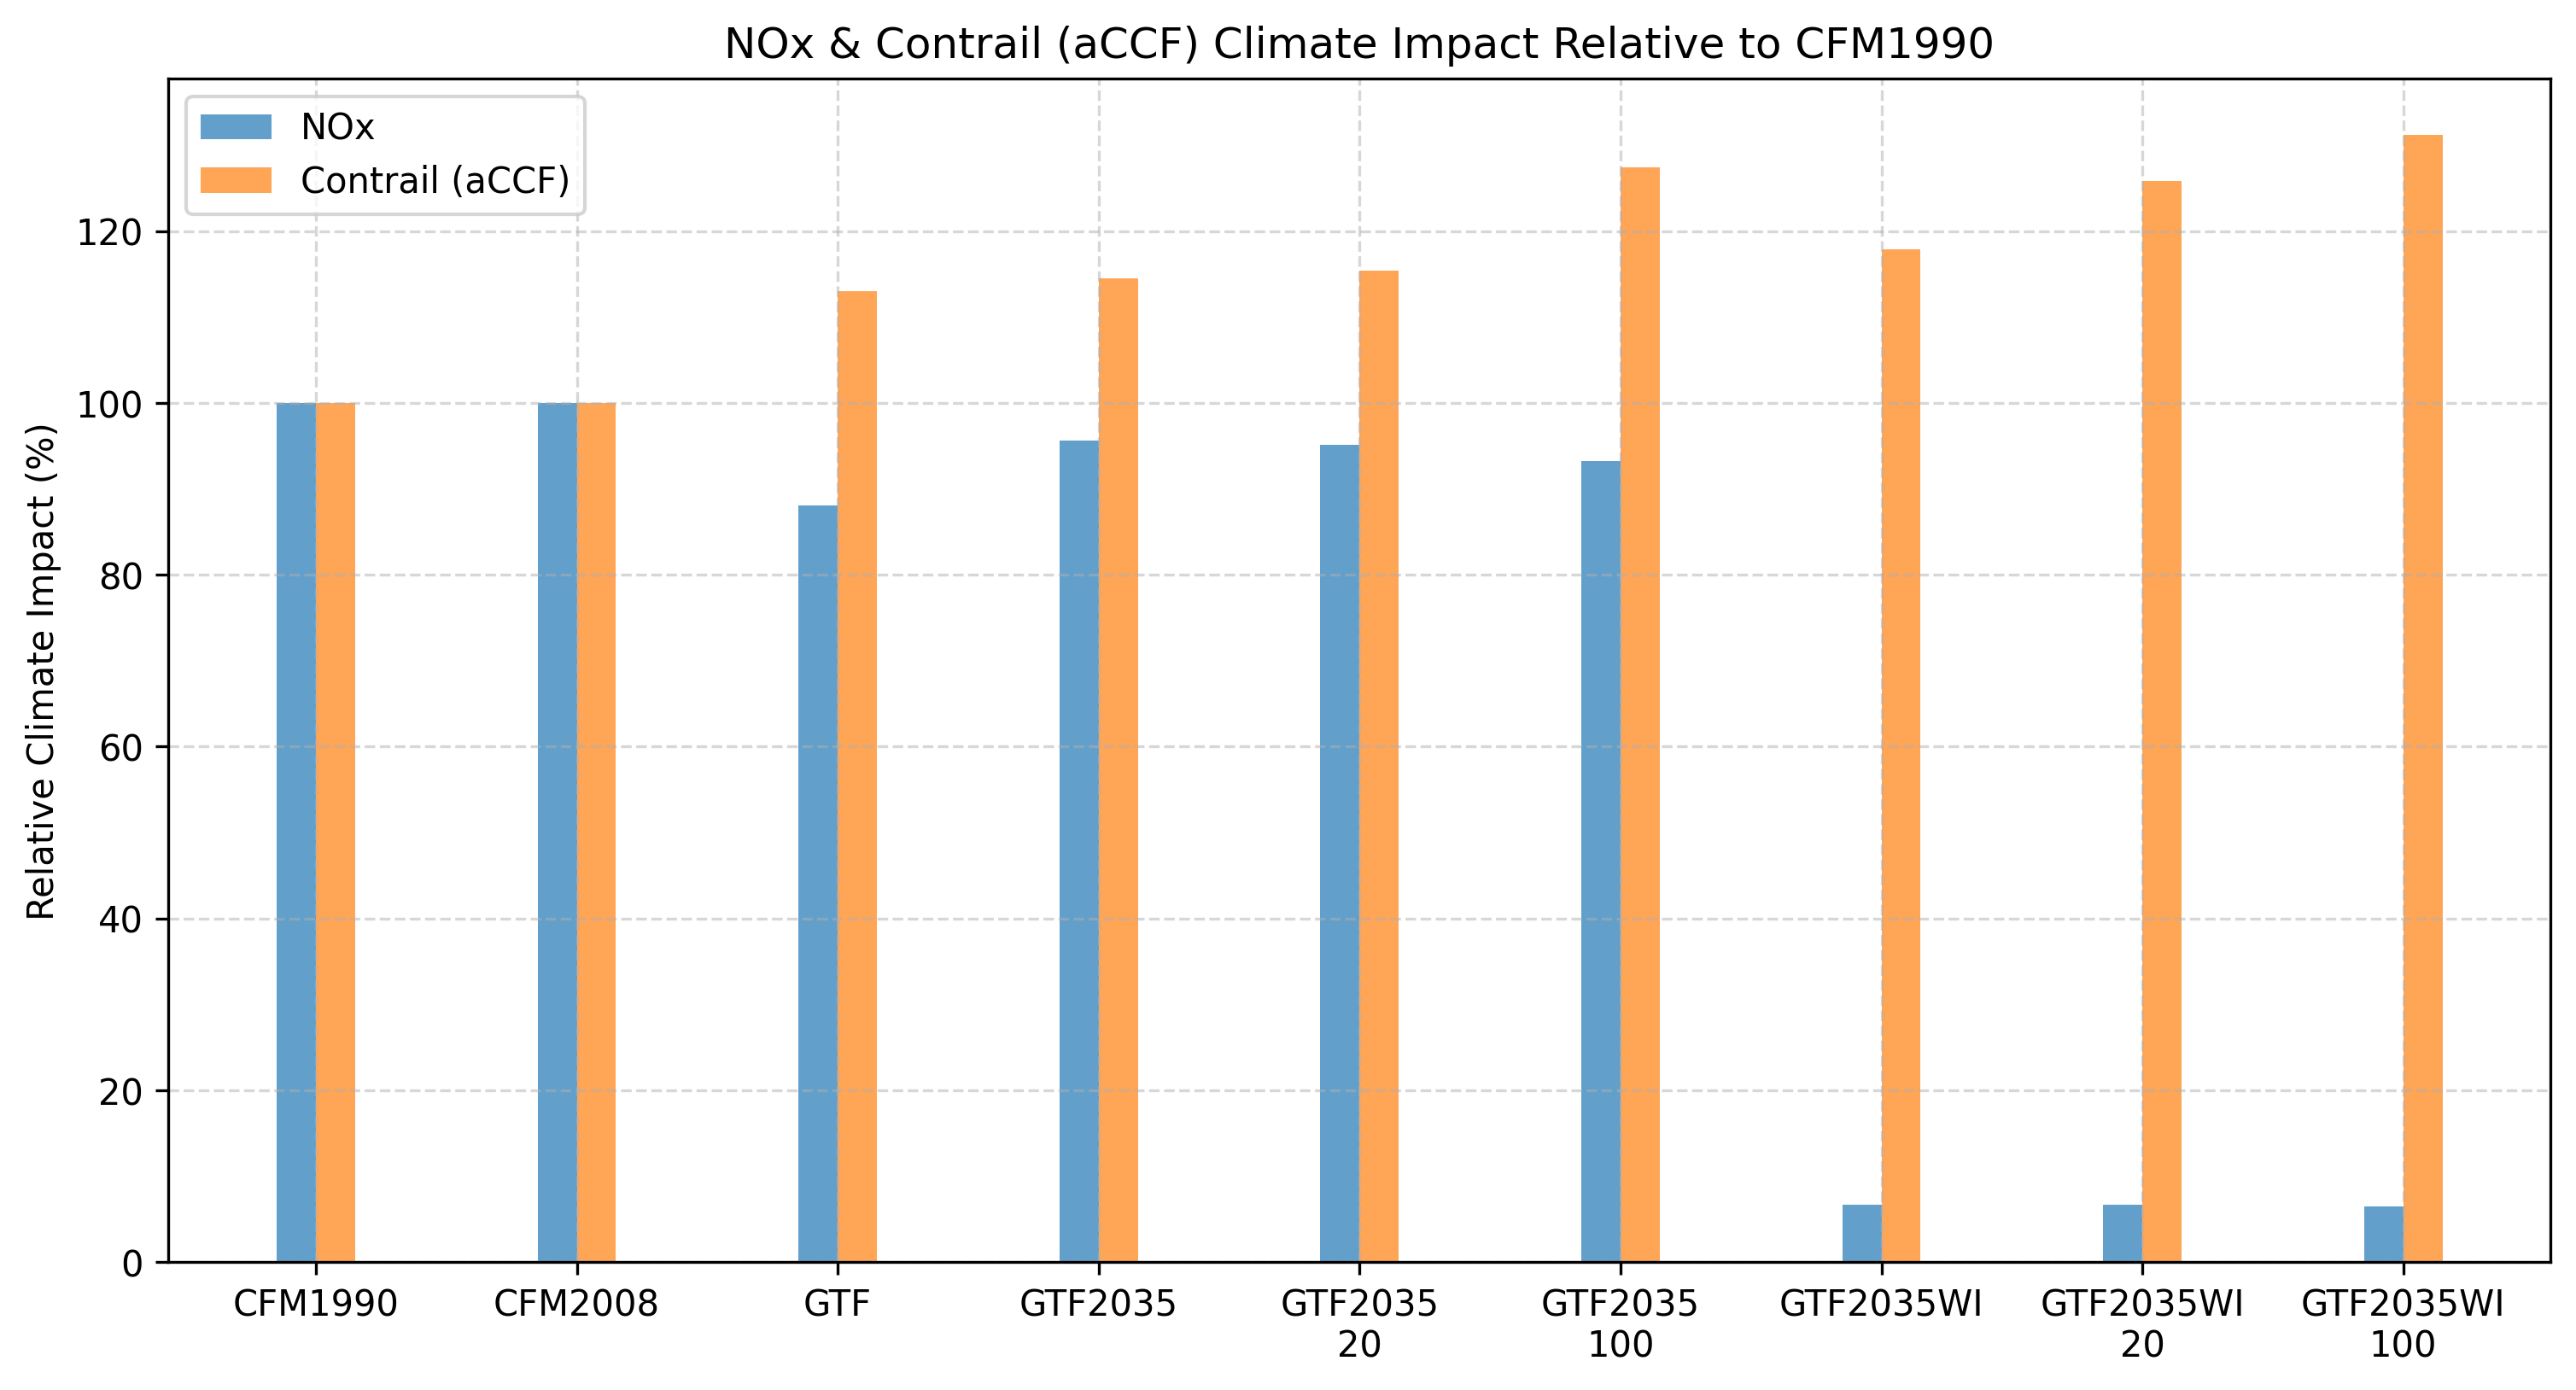 NOx & Contrail (aCCF) Climate Impact Relative to CFM1990
NOx
Contrail (aCCF)
Relative Climate Impact (%)
120
100
80
60
40
20
0
CFM1990
CFM2008
GTF
GTF2035
GTF2035
20
GTF2035
100
GTF2035WI
GTF2035WI
20
GTF2035WI
100